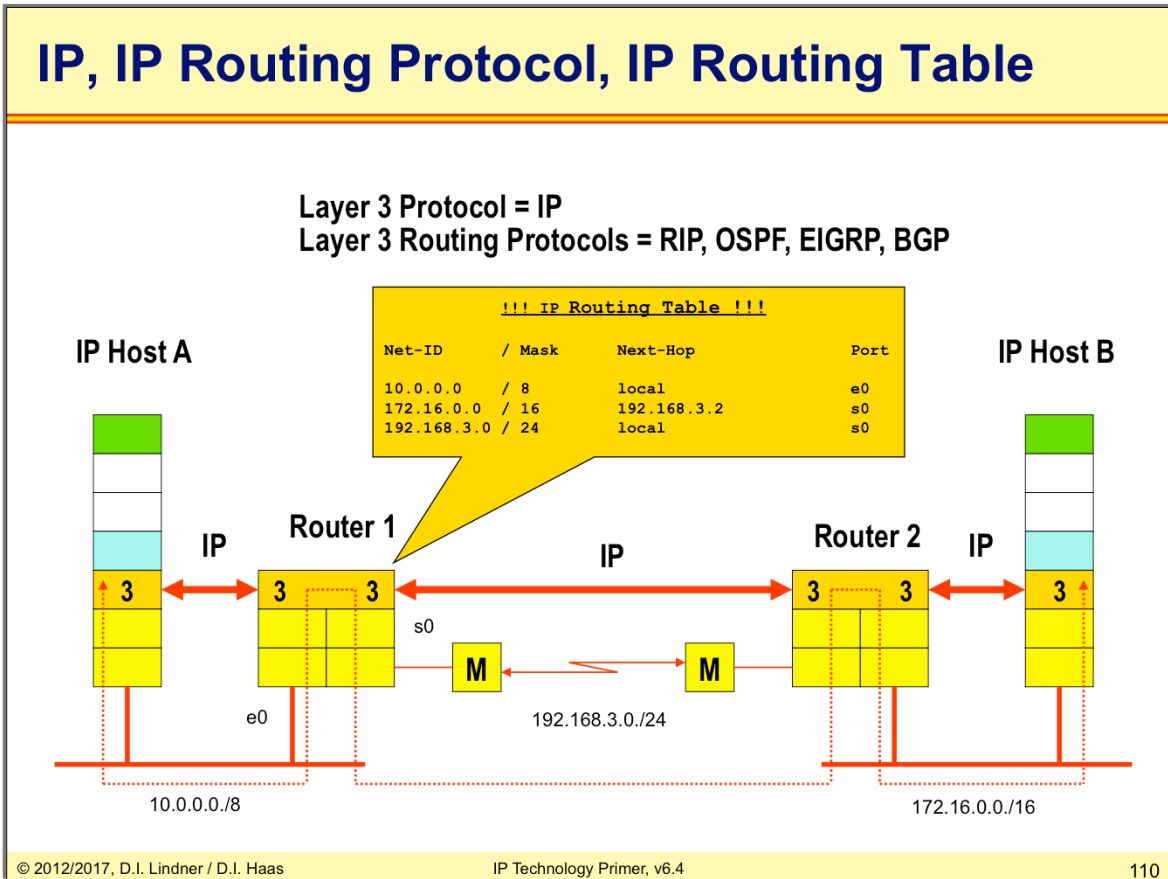 IP, IP Routing Protocol, IP Routing Table
Layer 3 Protocol = IP
Layer 3 Routing Protocols = RIP, OSPF, EIGRP, BGP
!!! IP Routing Table !!!
Net-ID / Mask Next-Hop Port
10.0.0.0 / 8 local e0
172.16.0.0 / 16 192.168.3.2 s0
192.168.3.0 / 24 local s0
IP Host A
IP Host B
Router 1
Router 2
IP
IP
IP
3
3 3
3 3
3
s0
M
M
e0
192.168.3.0./24
10.0.0.0./8
172.16.0.0./16
© 2012/2017, D.I. Lindner / D.I. Haas
IP Technology Primer, v6.4
110